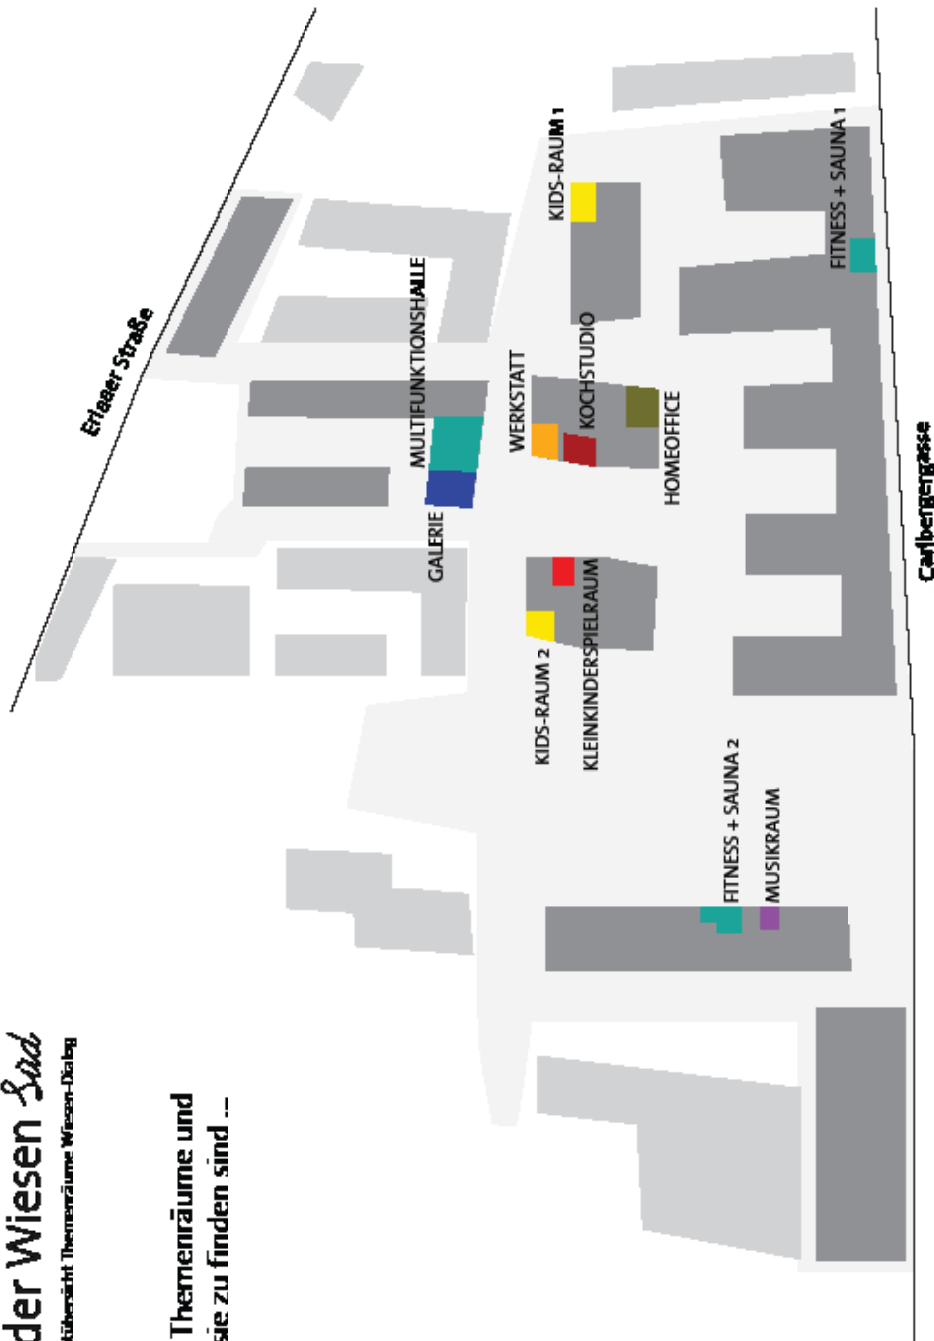 der Wiesen Süd
Themenräume Wiesen-Dialog
Themenräume und
sie zu finden sind ...
Erlaaer Straße
MULTIFUNKTIONSHALLE
GALERIE
KIDS-RAUM 1
WERKSTATT
KOCHSTUDIO
HOMEOFFICE
KIDS-RAUM 2
KLEINKINDERSPIELRAUM
FITNESS + SAUNA 1
FITNESS + SAUNA 2
MUSIKRAUM
Carlbergergasse